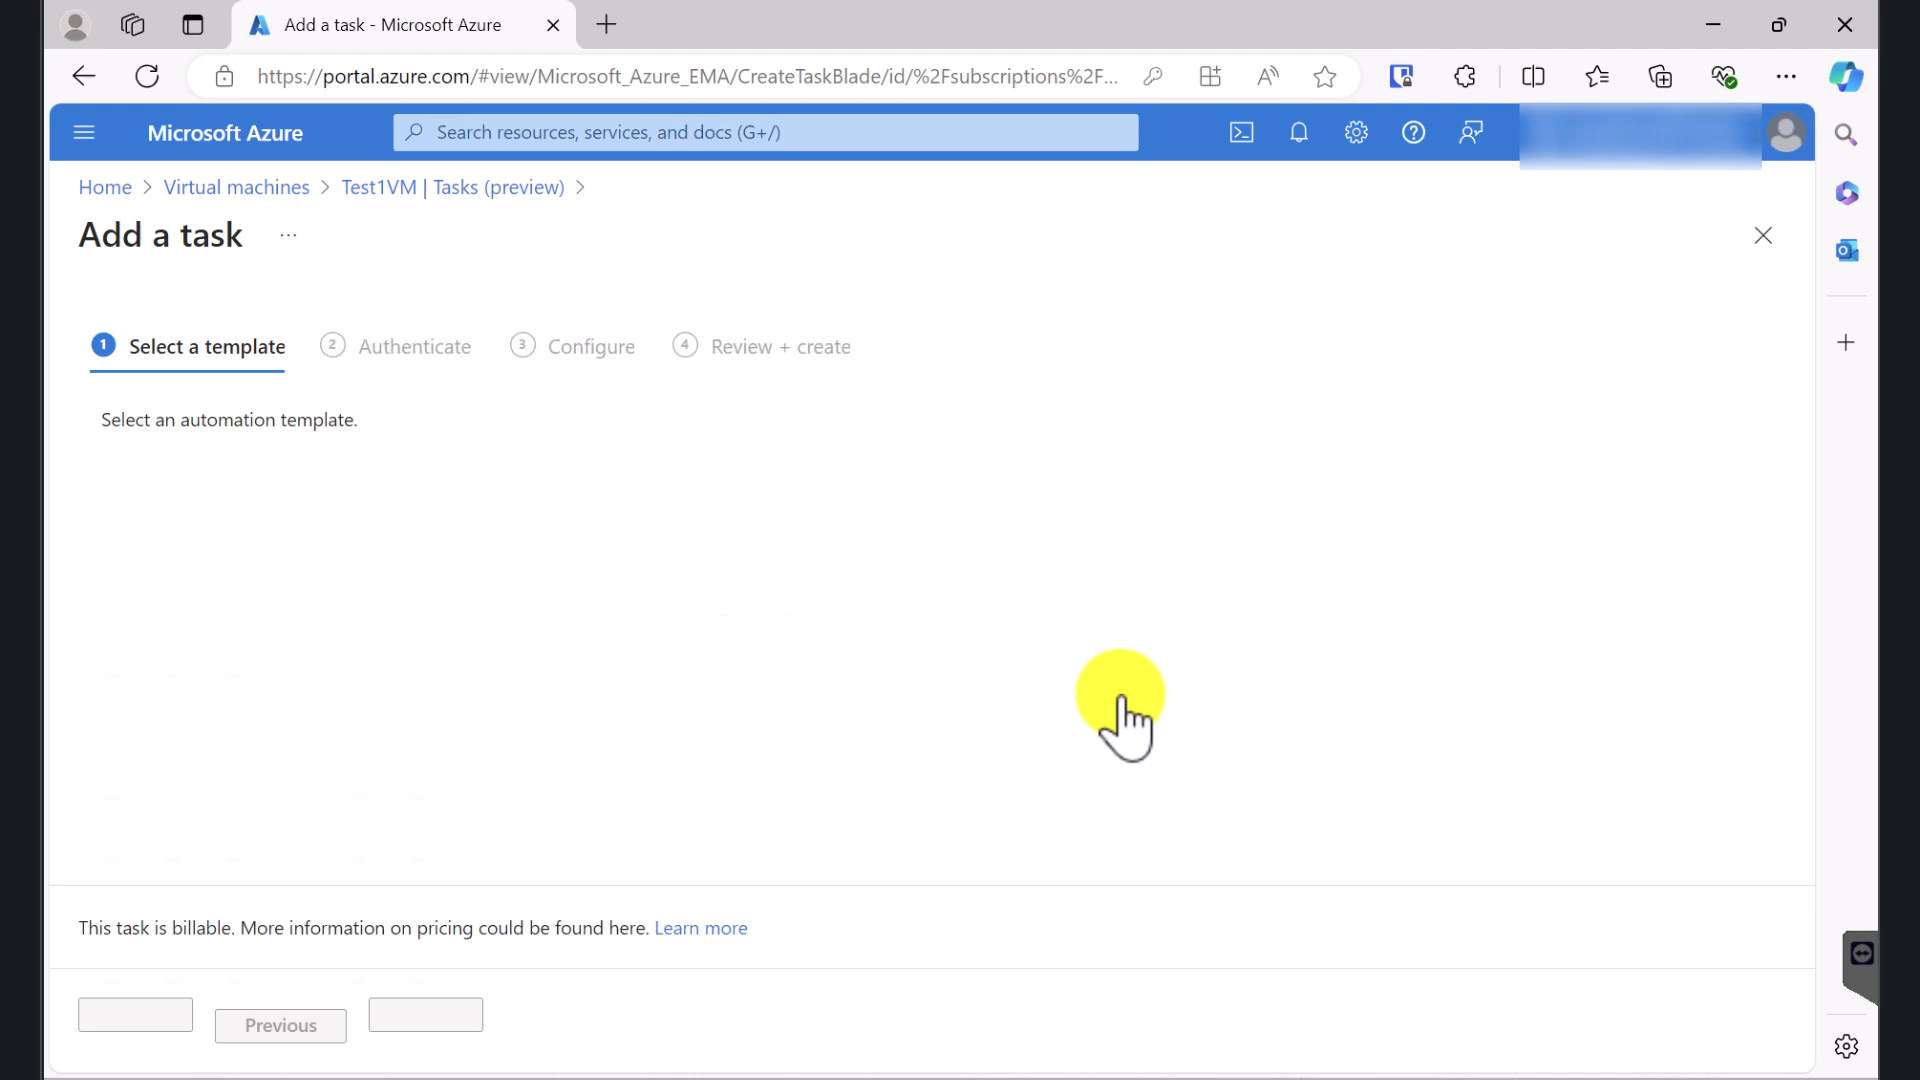 Add a task - Microsoft Azure
https://portal.azure.com/#view/Microsoft_Azure_EMA/CreateTaskBlade/id/%2Fsubscriptions%2F...
Microsoft Azure
Search resources, services, and docs (G+/)
Home > Virtual machines > Test1VM | Tasks (preview) >
Add a task ...
1 Select a template 2 Authenticate 3 Configure 4 Review + create
Select an automation template.
This task is billable. More information on pricing could be found here. Learn more
Previous